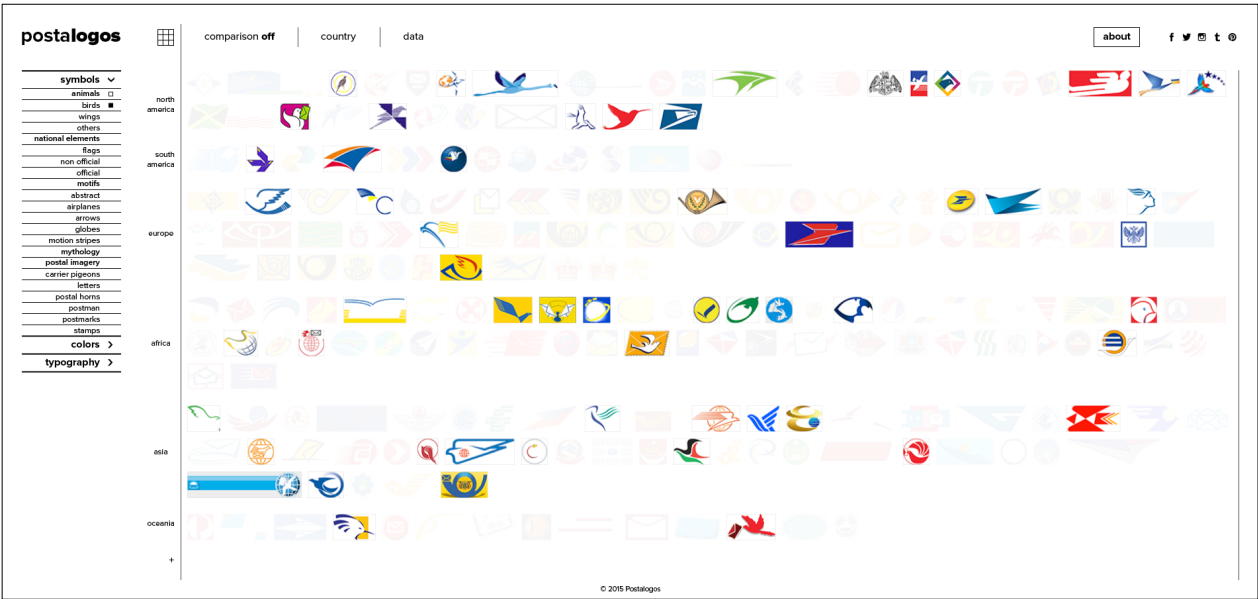 postalogos
comparison off
country
data
about
symbols
animals
birds
wings
others
national elements
flags
non official
official
motifs
abstract
airplanes
arrows
globes
motion stripes
mythology
postal imagery
carrier pigeons
letters
postal horns
postman
postmarks
stamps
colors
typography
north
america
south
america
europe
africa
asia
oceania
+
© 2015 Postalogos